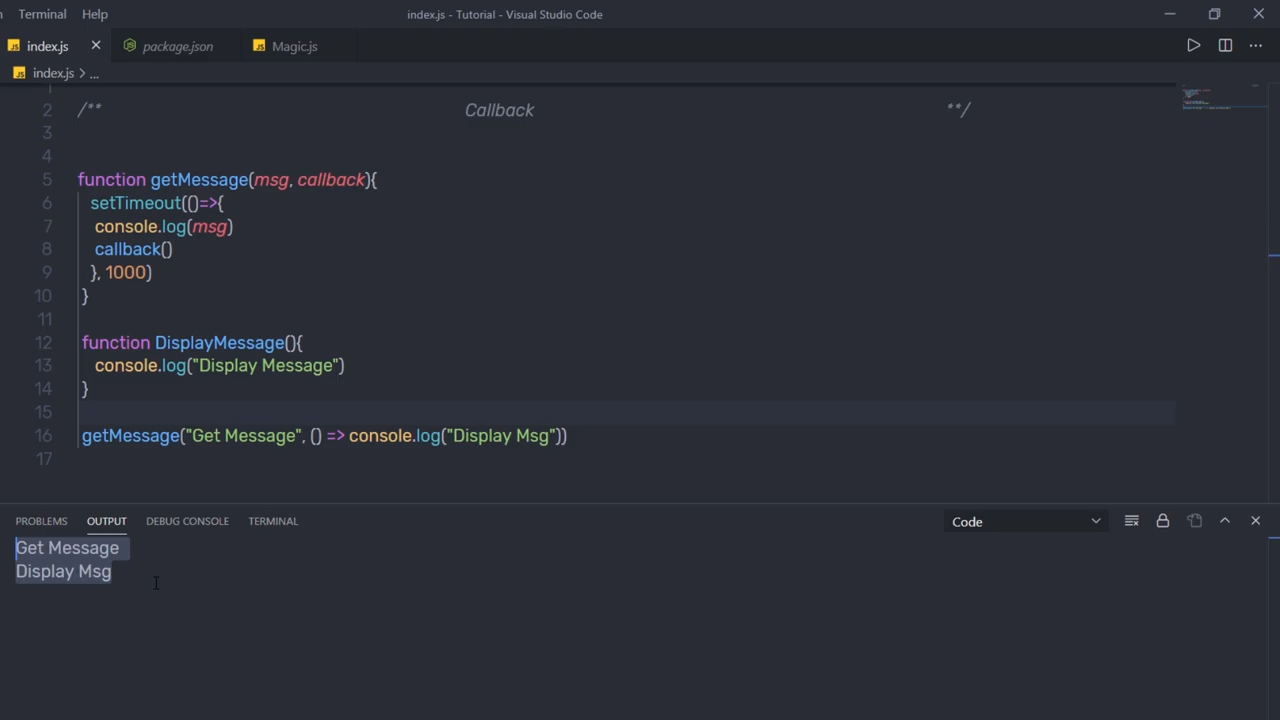 Terminal Help index.js - Tutorial - Visual Studio Code
index.js package.json Magic.js
index.js > ...
1
2 /** Callback **/
3
4
5 function getMessage(msg, callback){
6 setTimeout(()=>{
7 console.log(msg)
8 callback()
9 }, 1000)
10 }
11
12 function DisplayMessage(){
13 console.log("Display Message")
14 }
15
16 getMessage("Get Message", () => console.log("Display Msg"))
17
PROBLEMS OUTPUT DEBUG CONSOLE TERMINAL Code
Get Message
Display Msg